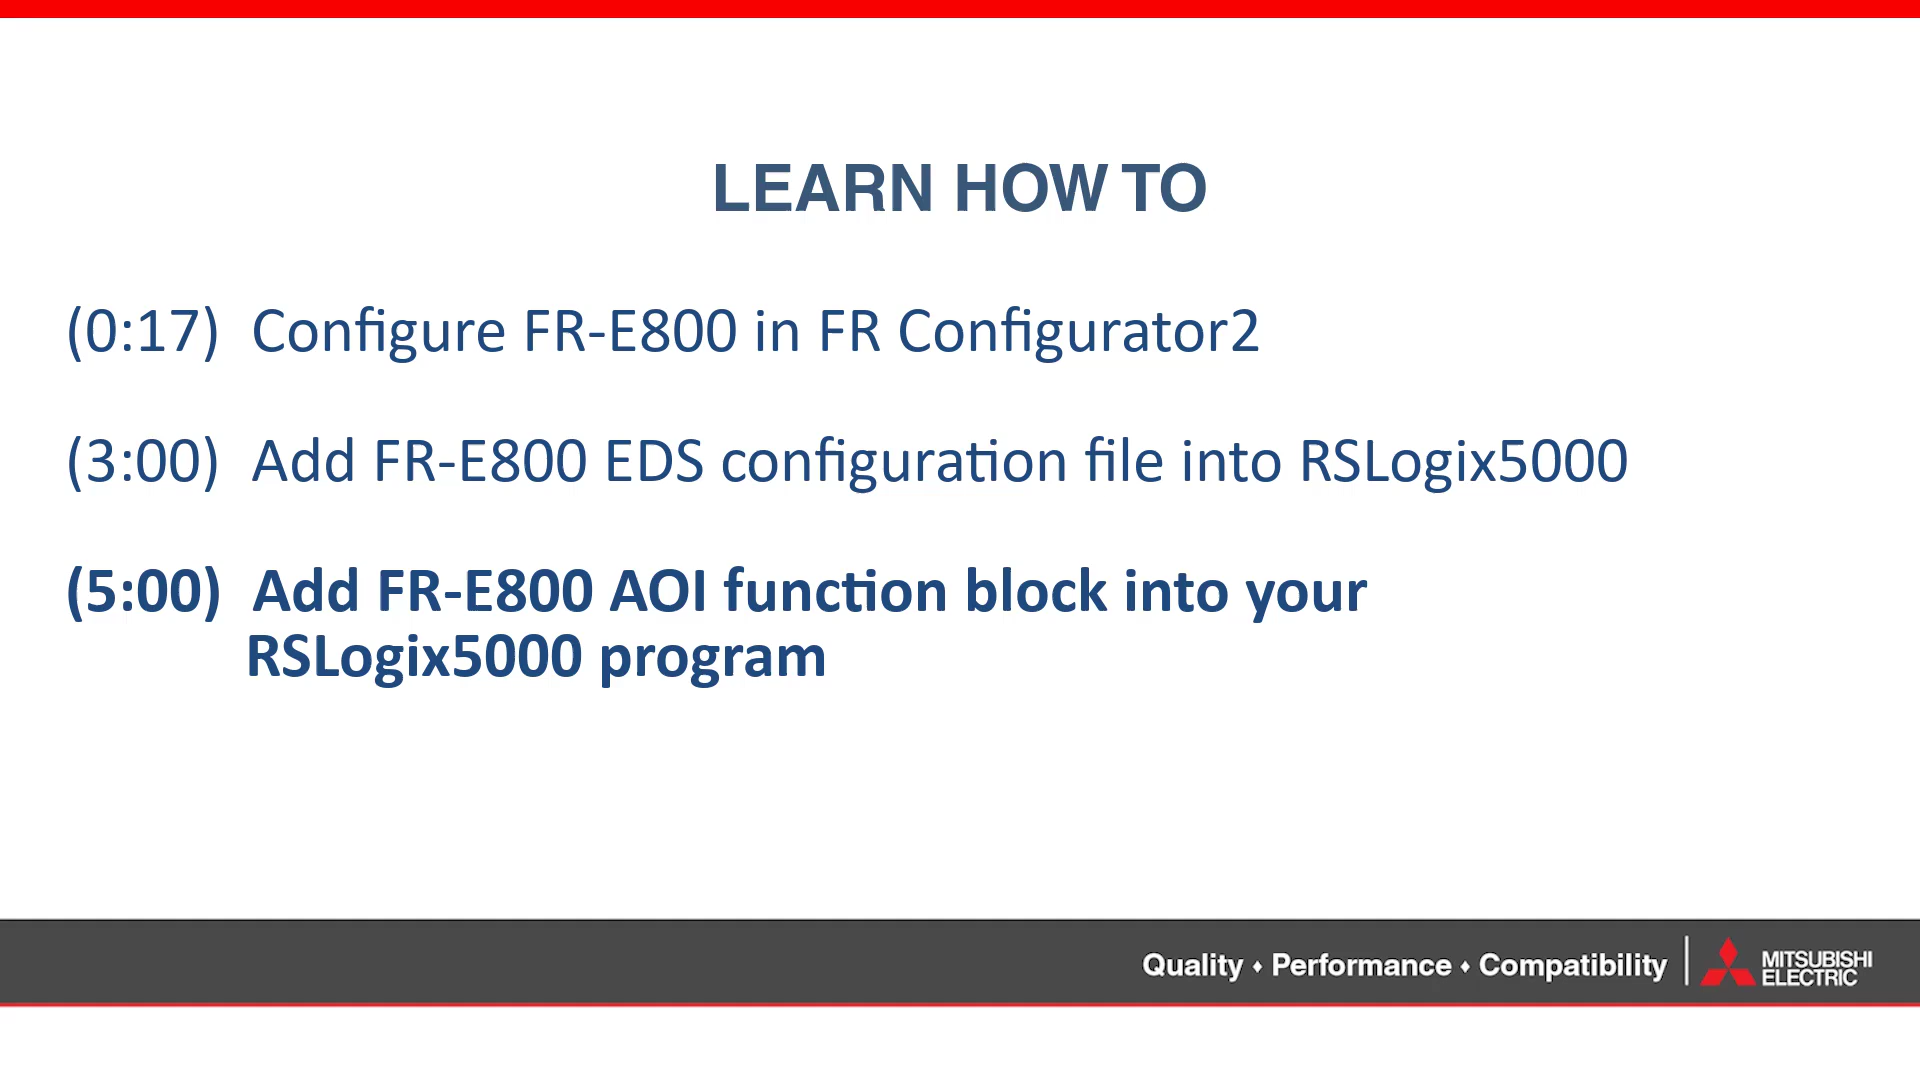 LEARN HOW TO
(0:17) Configure FR-E800 in FR Configurator2
(3:00) Add FR-E800 EDS configuration file into RSLogix5000
(5:00) Add FR-E800 AOI function block into your
RSLogix5000 program
Quality ♦ Performance ♦ Compatibility
MITSUBISHI
ELECTRIC